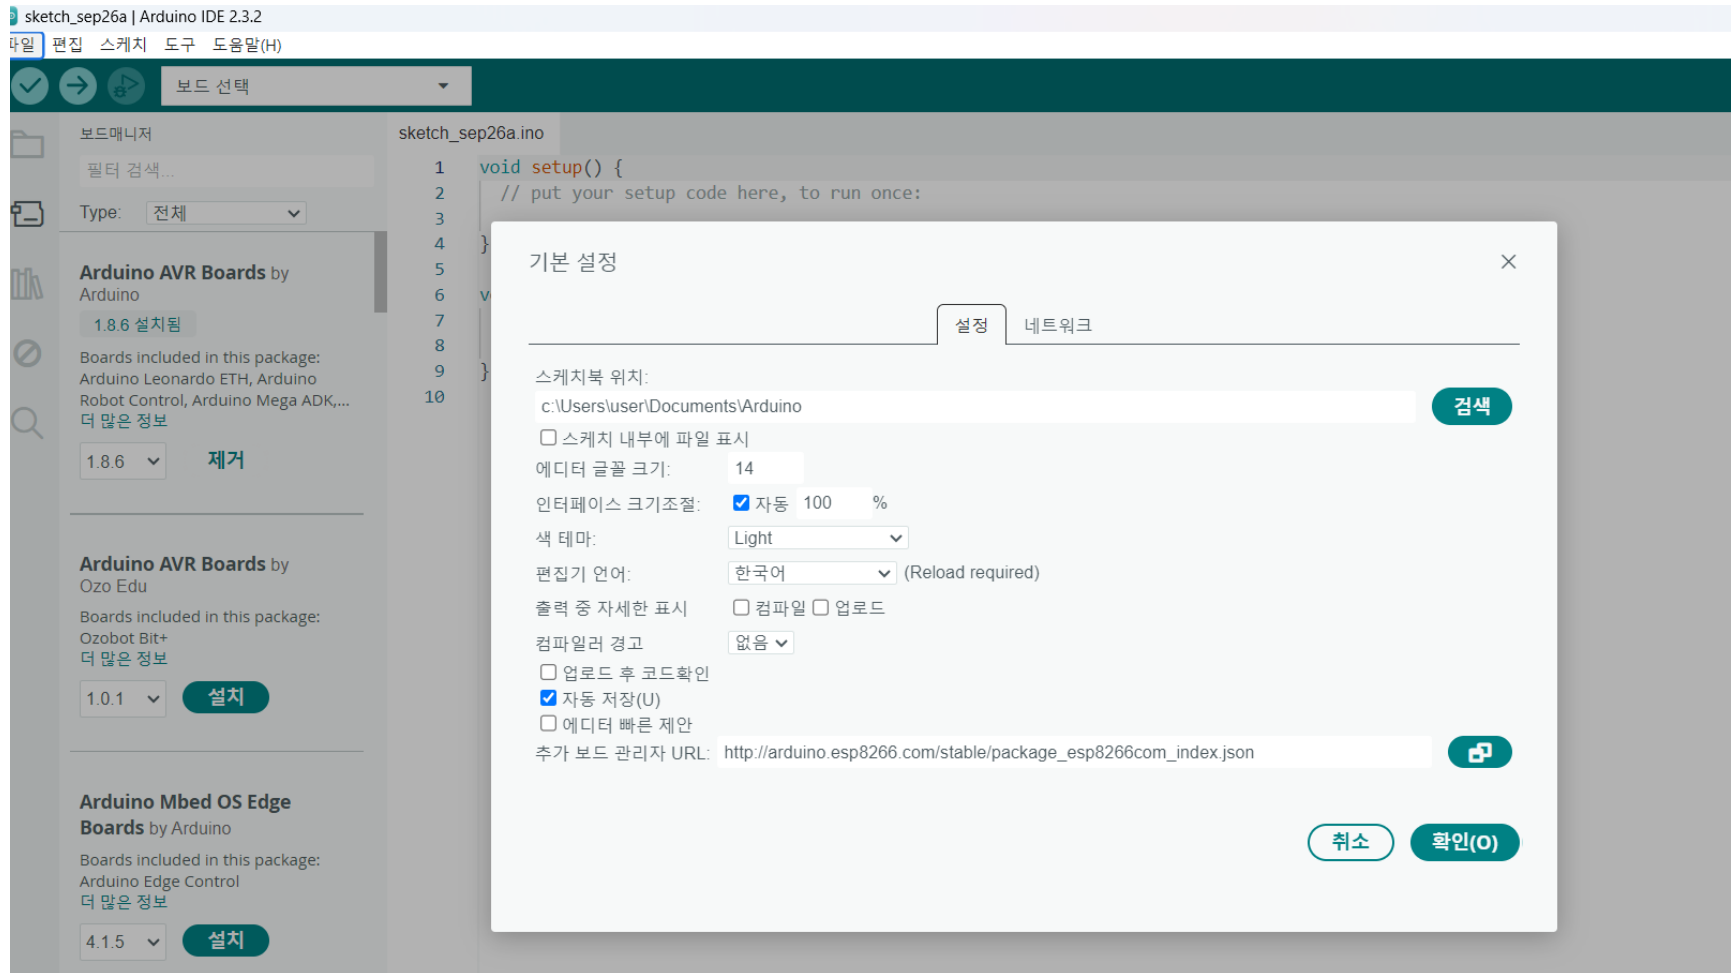 sketch_sep26a | Arduino IDE 2.3.2
파일 편집 스케치 도구 도움말(H)
보드 선택
보드매니저
필터 검색...
Type: 전체
Arduino AVR Boards by
Arduino
1.8.6 설치됨
Boards included in this package:
Arduino Leonardo ETH, Arduino
Robot Control, Arduino Mega ADK,...
더 많은 정보
1.8.6 제거
Arduino AVR Boards by
Ozo Edu
Boards included in this package:
Ozobot Bit+
더 많은 정보
1.0.1 설치
Arduino Mbed OS Edge
Boards by Arduino
Boards included in this package:
Arduino Edge Control
더 많은 정보
4.1.5 설치
sketch_sep26a.ino
1 void setup() {
2 // put your setup code here, to run once:
3
4 }
5
6 v
7
8
9 }
10
기본 설정
설정 네트워크
스케치북 위치:
c:\Users\user\Documents\Arduino 검색
스케치 내부에 파일 표시
에디터 글꼴 크기: 14
인터페이스 크기조절: 자동 100 %
색 테마: Light
편집기 언어: 한국어 (Reload required)
출력 중 자세한 표시 컴파일 업로드
컴파일러 경고 없음
업로드 후 코드확인
자동 저장(U)
에디터 빠른 제안
추가 보드 관리자 URL: http://arduino.esp8266.com/stable/package_esp8266com_index.json
취소 확인(O)